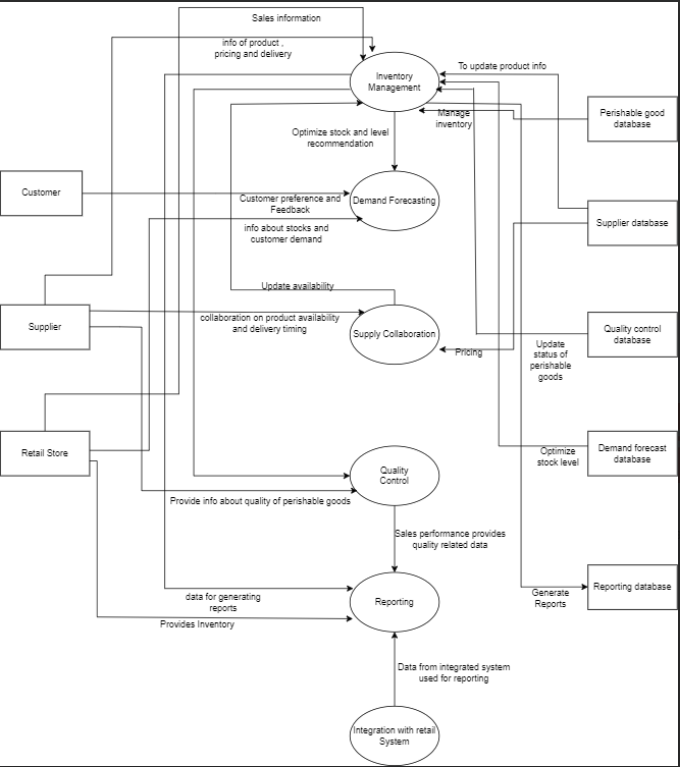 Sales information
info of product ,
pricing and delivery
To update product info
Inventory
Management
Manage
inventory
Perishable good
database
Optimize stock and level
recommendation
Customer
Customer preference and
Feedback
Demand Forecasting
info about stocks and
customer demand
Supplier database
Update availability
Supplier
collaboration on product availability
and delivery timing
Supply Collaboration
Pricing
Update
status of
perishable
goods
Quality control
database
Retail Store
Optimize
stock level
Demand forecast
database
Quality
Control
Provide info about quality of perishable goods
Sales performance provides
quality related data
data for generating
reports
Reporting
Generate
Reports
Reporting database
Provides Inventory
Data from integrated system
used for reporting
Integration with retail
System